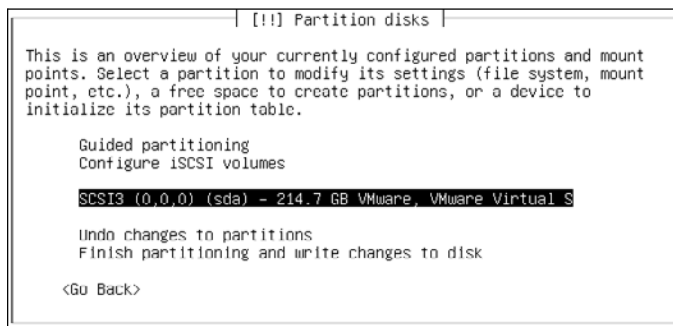 [!!] Partition disks
This is an overview of your currently configured partitions and mount
points. Select a partition to modify its settings (file system, mount
point, etc.), a free space to create partitions, or a device to
initialize its partition table.
Guided partitioning
Configure iSCSI volumes
SCSI3 (0,0,0) (sda) - 214.7 GB VMware, VMware Virtual S
Undo changes to partitions
Finish partitioning and write changes to disk
<Go Back>